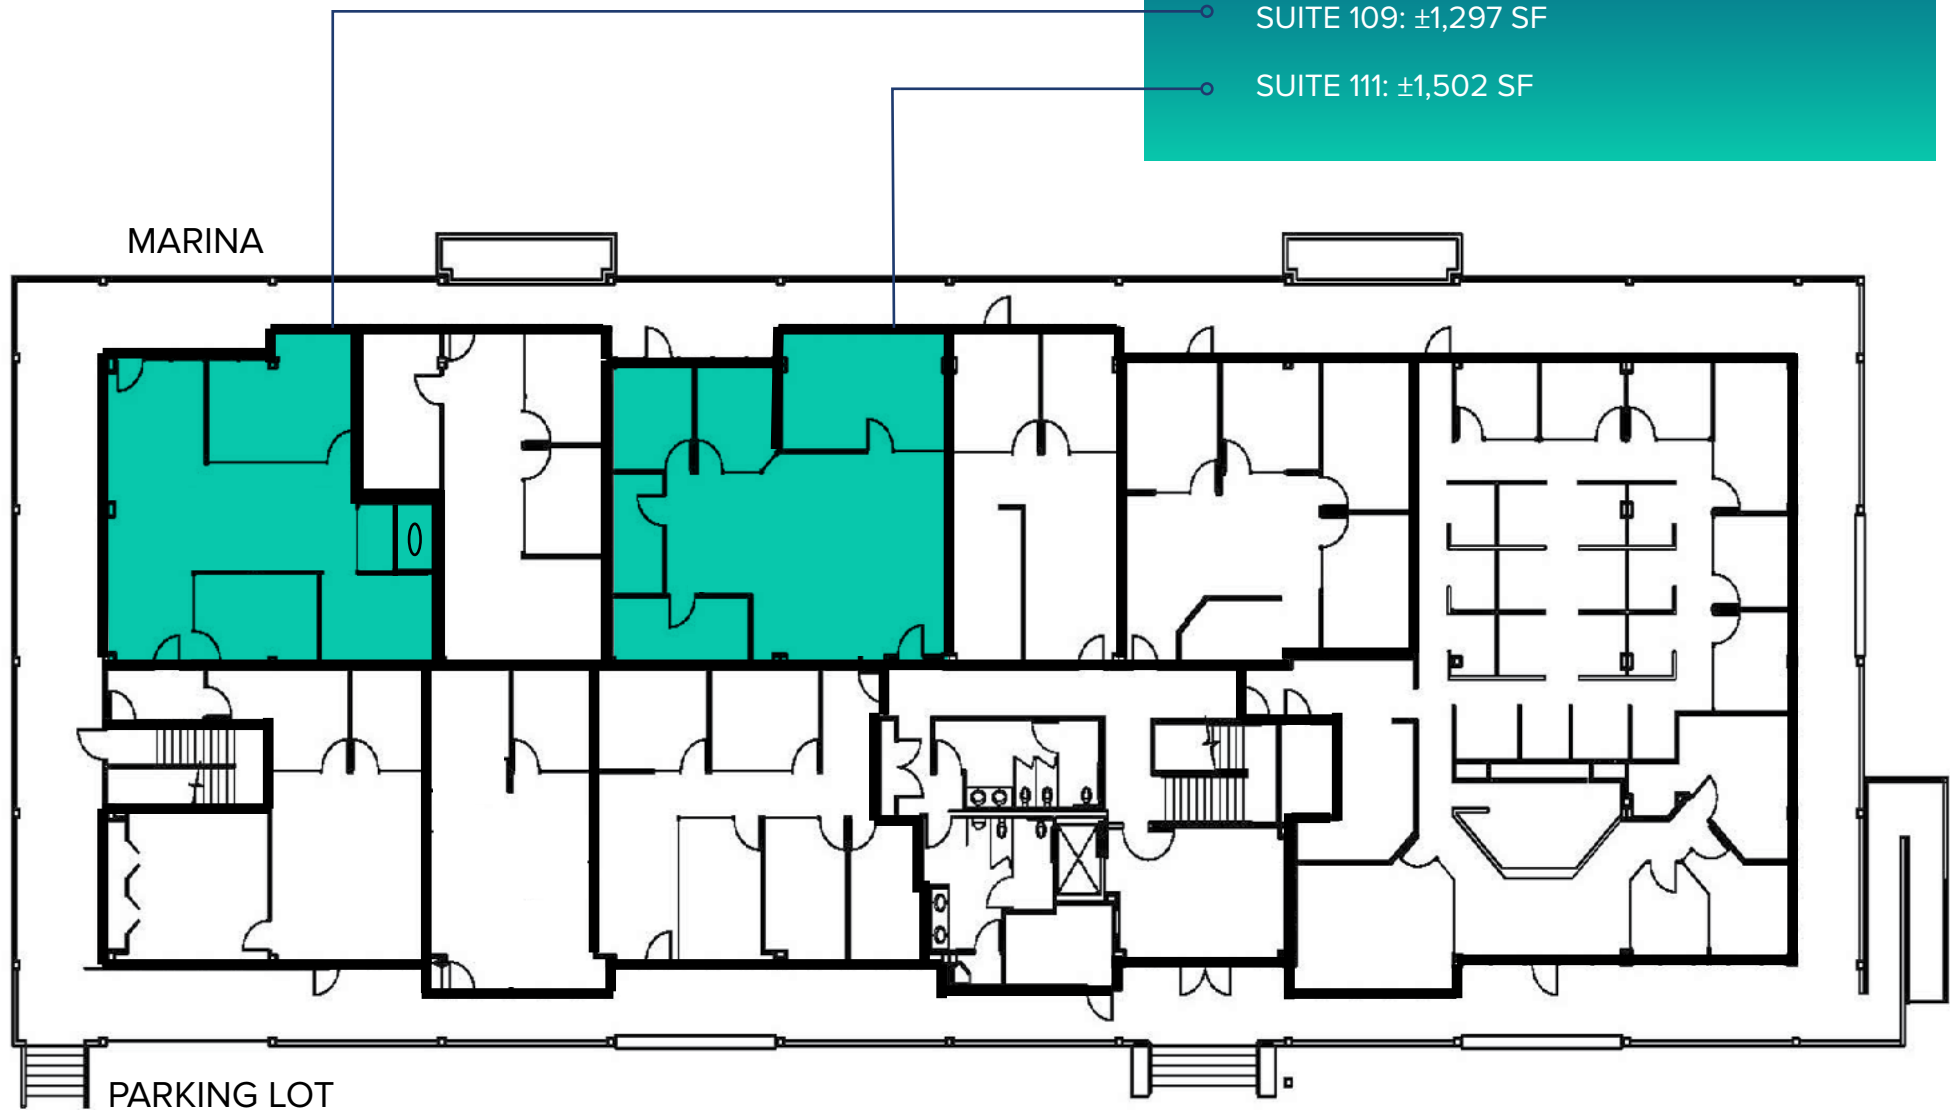 SUITE 109: ±1,297 SF
SUITE 111: ±1,502 SF
MARINA
PARKING LOT